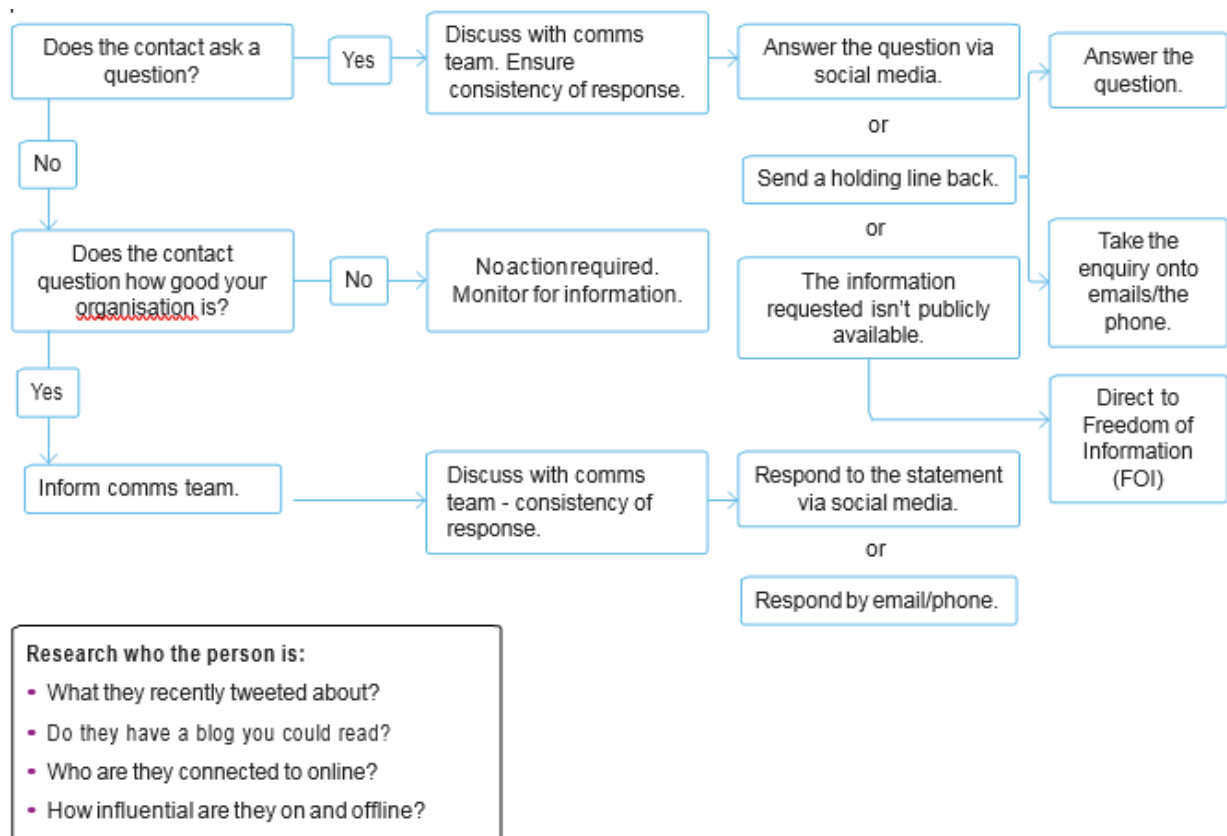 Does the contact ask a
question?
Yes
Discuss with comms
team. Ensure
consistency of response.
Answer the question via
social media.
or
Send a holding line back.
or
The information
requested isn't publicly
available.
Answer the
question.
Take the
enquiry onto
emails/the
phone.
Direct to
Freedom of
Information
(FOI)
No
Does the contact
question how good your
organisation is?
No
No action required.
Monitor for information.
Yes
Inform comms team.
Discuss with comms
team - consistency of
response.
Respond to the statement
via social media.
or
Respond by email/phone.
Research who the person is:
• What they recently tweeted about?
• Do they have a blog you could read?
• Who are they connected to online?
• How influential are they on and offline?